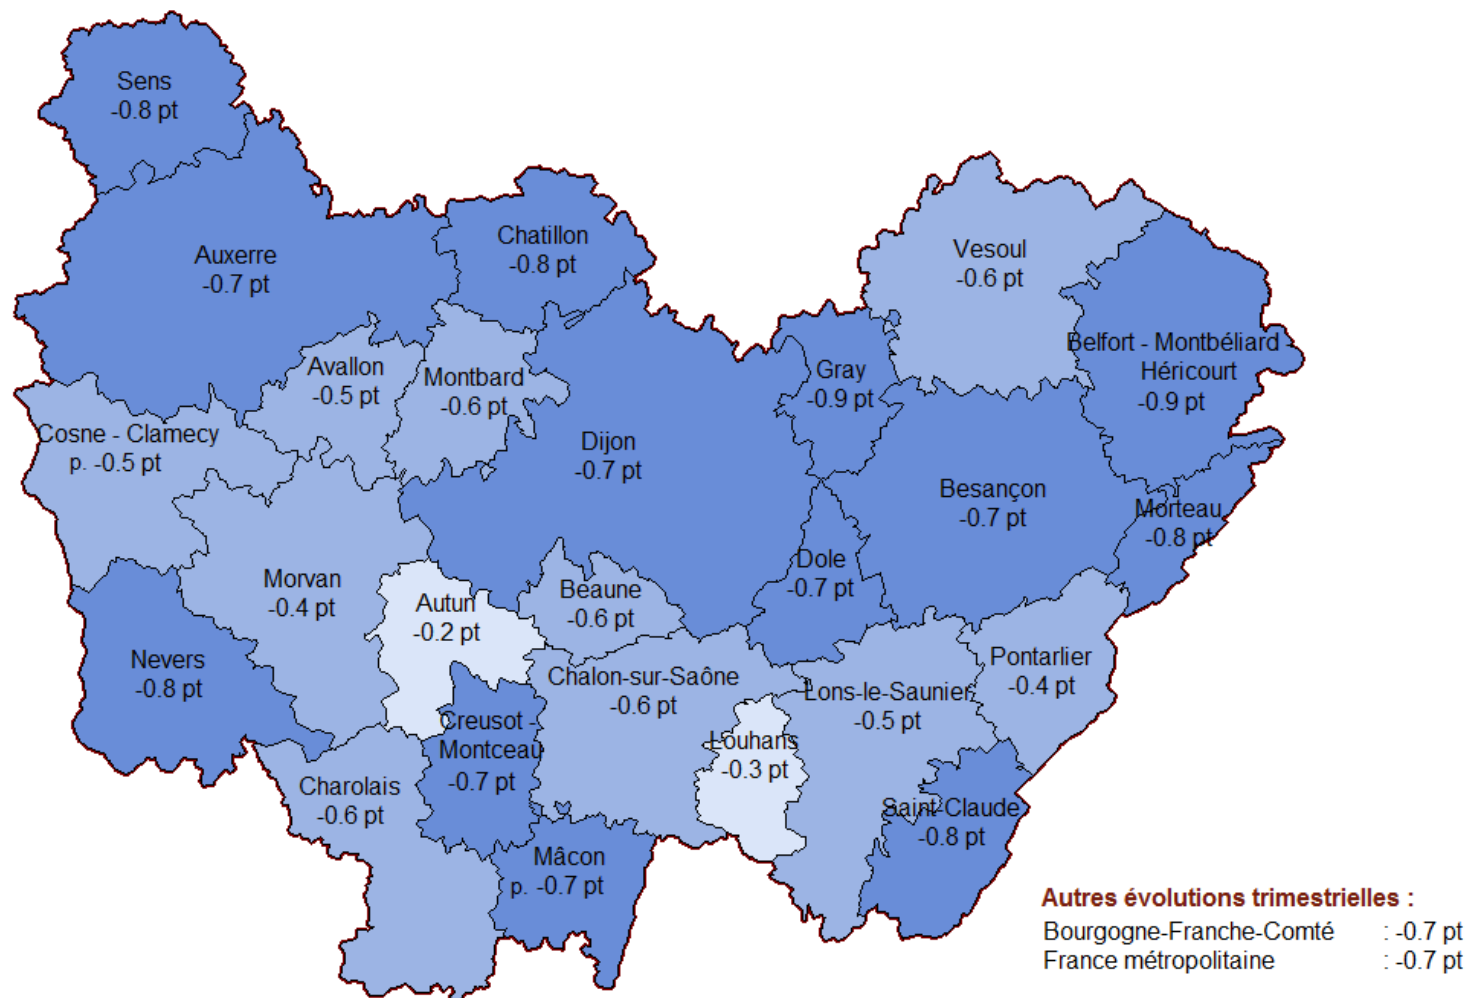 Sens
-0.8 pt
Auxerre
-0.7 pt
Chatillon
-0.8 pt
Vesoul
-0.6 pt
Belfort - Montbéliard -
Héricourt
-0.9 pt
Avallon
-0.5 pt
Montbard
-0.6 pt
Gray
-0.9 pt
Cosne - Clamecy
p. -0.5 pt
Dijon
-0.7 pt
Besançon
-0.7 pt
Morteau
-0.8 pt
Morvan
-0.4 pt
Autun
-0.2 pt
Beaune
-0.6 pt
Dole
-0.7 pt
Nevers
-0.8 pt
Chalon-sur-Saône
-0.6 pt
Lons-le-Saunier
-0.5 pt
Pontarlier
-0.4 pt
Creusot -
Montceau
-0.7 pt
Louhans
-0.3 pt
Charolais
-0.6 pt
Saint-Claude
-0.8 pt
Mâcon
p. -0.7 pt
Autres évolutions trimestrielles :
Bourgogne-Franche-Comté : -0.7 pt
France métropolitaine : -0.7 pt